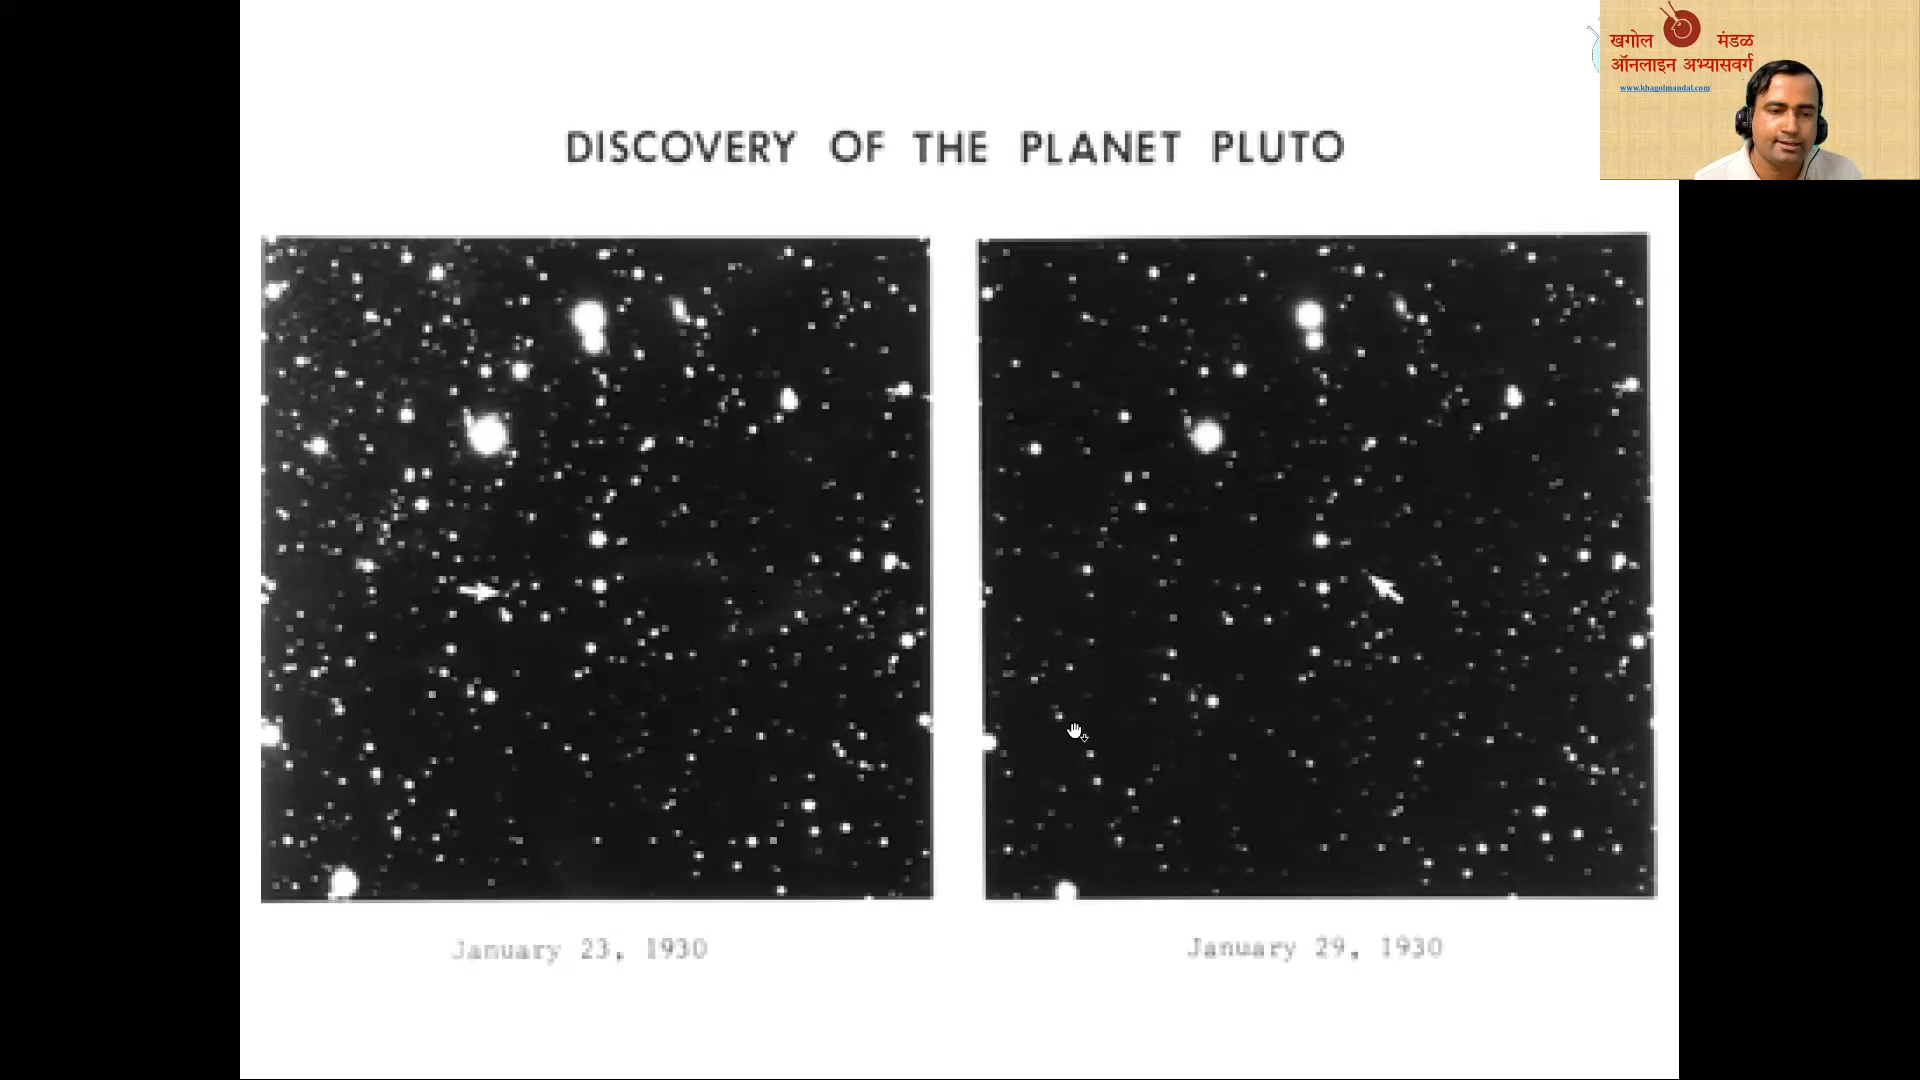 DISCOVERY OF THE PLANET PLUTO
January 23, 1930
January 29, 1930
खगोल मंडळ
ऑनलाइन अभ्यासवर्ग
www.khagolmandal.com